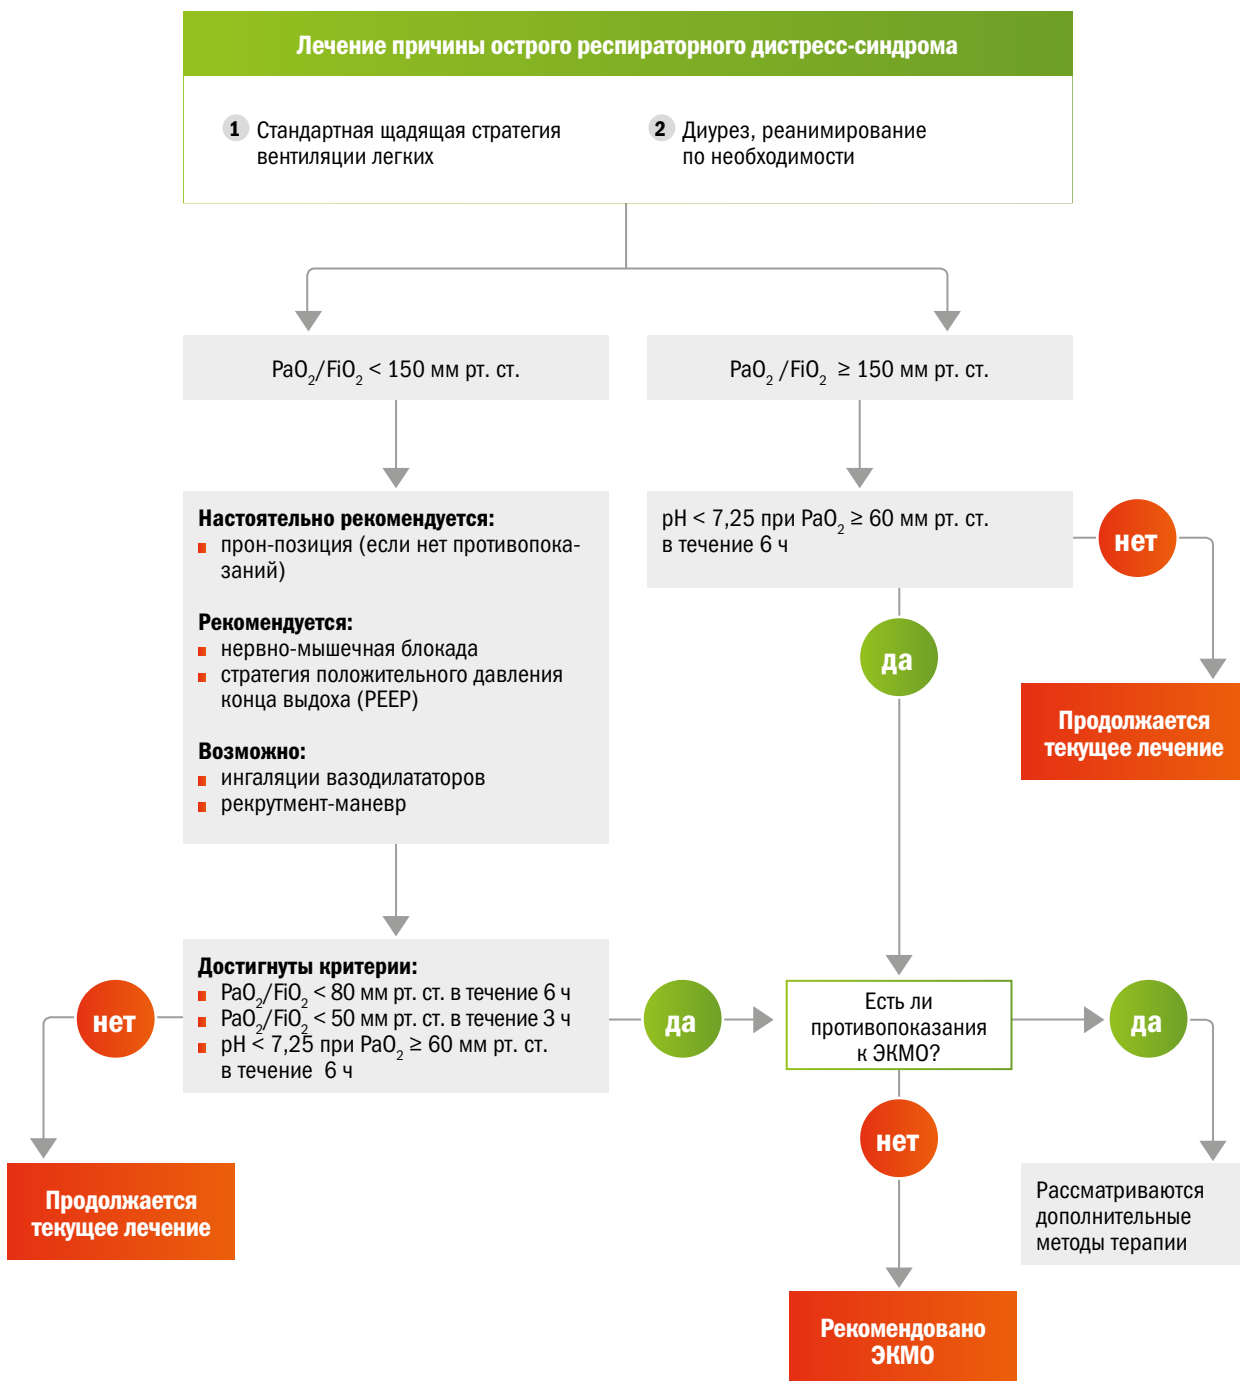 Лечение причины острого респираторного дистресс-синдрома
1 Стандартная щадящая стратегия
вентиляции легких
2 Диурез, реанимирование
по необходимости
PaO₂/FiO₂ < 150 мм рт. ст.
PaO₂ /FiO₂ ≥ 150 мм рт. ст.
Настоятельно рекомендуется:
прон-позиция (если нет противопока-
заний)
Рекомендуется:
нервно-мышечная блокада
стратегия положительного давления
конца выдоха (PEEP)
Возможно:
ингаляции вазодилататоров
рекрутмент-маневр
pH < 7,25 при PaO₂ ≥ 60 мм рт. ст.
в течение 6 ч
нет
да
Продолжается
текущее лечение
Достигнуты критерии:
PaO₂/FiO₂ < 80 мм рт. ст. в течение 6 ч
PaO₂/FiO₂ < 50 мм рт. ст. в течение 3 ч
pH < 7,25 при PaO₂ ≥ 60 мм рт. ст.
в течение 6 ч
нет
да
Есть ли
противопоказания
к ЭКМО?
да
нет
Продолжается
текущее лечение
Рассматриваются
дополнительные
методы терапии
Рекомендовано
ЭКМО